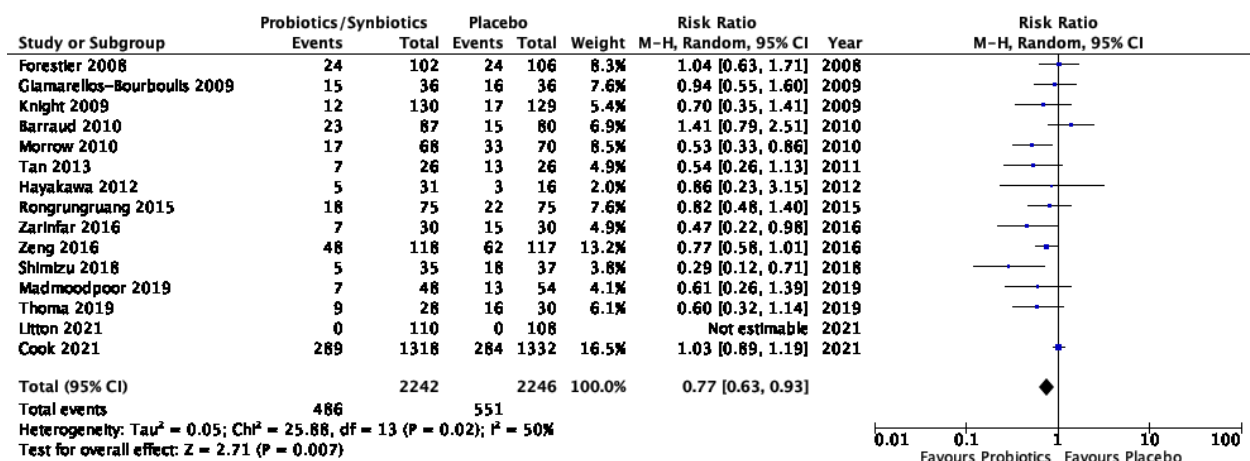 Probiotics/Synbiotics Placebo Risk Ratio Risk Ratio
Study or Subgroup Events Total Events Total Weight M-H, Random, 95% CI Year M-H, Random, 95% CI
Forestier 2008 24 102 24 106 8.3% 1.04 [0.63, 1.71] 2008
Giamarellos-Bourboulis 2009 15 36 16 36 7.6% 0.94 [0.55, 1.60] 2009
Knight 2009 12 130 17 129 5.4% 0.70 [0.35, 1.41] 2009
Barraud 2010 23 87 15 80 6.9% 1.41 [0.79, 2.51] 2010
Morrow 2010 17 68 33 70 8.5% 0.53 [0.33, 0.86] 2010
Tan 2013 7 26 13 26 4.9% 0.54 [0.26, 1.13] 2011
Hayakawa 2012 5 31 3 16 2.0% 0.86 [0.23, 3.15] 2012
Rongrungruang 2015 18 75 22 75 7.6% 0.82 [0.48, 1.40] 2015
Zarinfar 2016 7 30 15 30 4.9% 0.47 [0.22, 0.98] 2016
Zeng 2016 48 118 62 117 13.2% 0.77 [0.58, 1.01] 2016
Shimizu 2018 5 35 18 37 3.8% 0.29 [0.12, 0.71] 2018
Madmoodpoor 2019 7 48 13 54 4.1% 0.61 [0.26, 1.39] 2019
Thoma 2019 9 28 16 30 6.1% 0.60 [0.32, 1.14] 2019
Litton 2021 0 110 0 108 Not estimable 2021
Cook 2021 289 1318 284 1332 16.5% 1.03 [0.89, 1.19] 2021
Total (95% CI) 2242 2246 100.0% 0.77 [0.63, 0.93]
Total events 486 551
Heterogeneity: Tau² = 0.05; Chi² = 25.88, df = 13 (P = 0.02); I² = 50%
Test for overall effect: Z = 2.71 (P = 0.007)
0.01 0.1 1 10 100
Favours Probiotics Favours Placebo